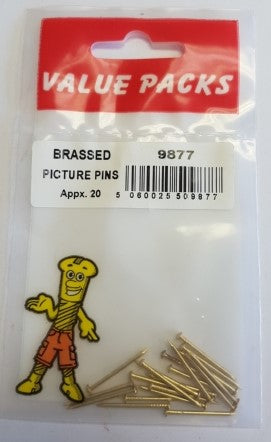 VALUE PACKS
BRASSED 9877
PICTURE PINS
Appx. 20 5 060025 509877